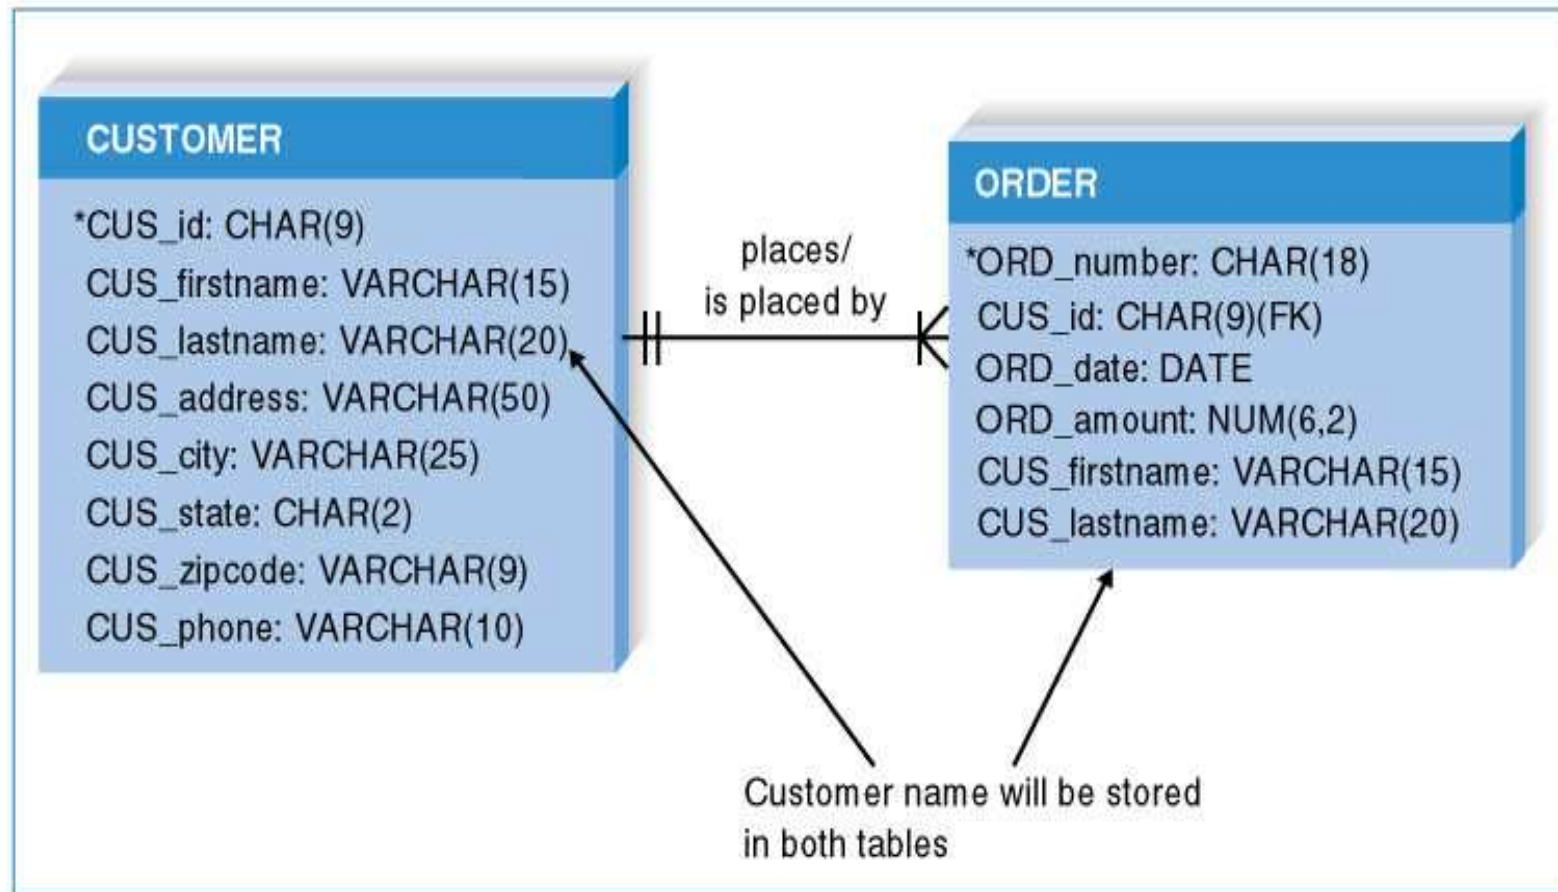 CUSTOMER
*CUS_id: CHAR(9)
CUS_firstname: VARCHAR(15)
CUS_lastname: VARCHAR(20)
CUS_address: VARCHAR(50)
CUS_city: VARCHAR(25)
CUS_state: CHAR(2)
CUS_zipcode: VARCHAR(9)
CUS_phone: VARCHAR(10)
places/
is placed by
ORDER
*ORD_number: CHAR(18)
CUS_id: CHAR(9)(FK)
ORD_date: DATE
ORD_amount: NUM(6,2)
CUS_firstname: VARCHAR(15)
CUS_lastname: VARCHAR(20)
Customer name will be stored
in both tables